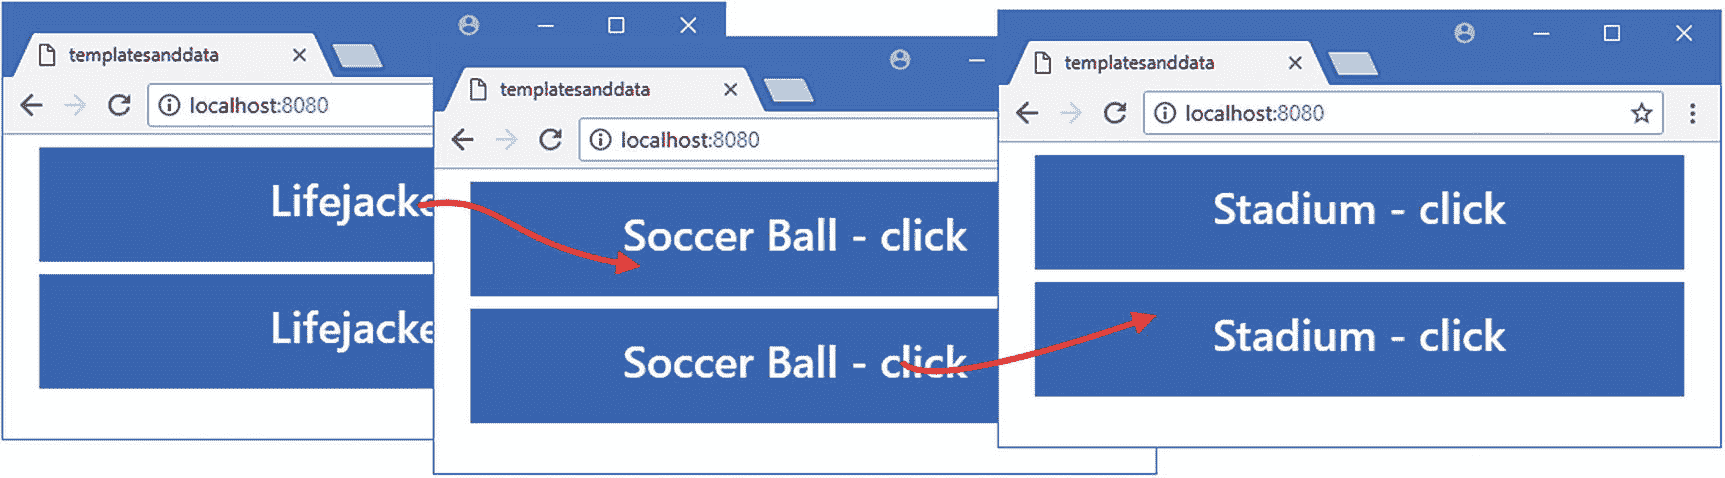 templatesanddata
localhost:8080
Lifejacke
Lifejacke
templatesanddata
localhost:8080
Soccer Ball - click
Soccer Ball - click
templatesanddata
localhost:8080
Stadium - click
Stadium - click